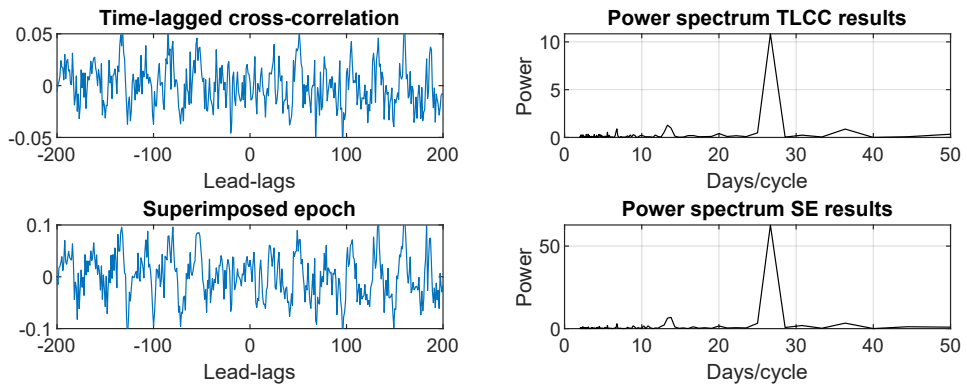 Time-lagged cross-correlation
0.05
0
-0.05
-200 -100 0 100 200
Lead-lags
Power spectrum TLCC results
Power
10
5
0
0 10 20 30 40 50
Days/cycle
Superimposed epoch
0.1
0
-0.1
-200 -100 0 100 200
Lead-lags
Power spectrum SE results
Power
50
0
0 10 20 30 40 50
Days/cycle